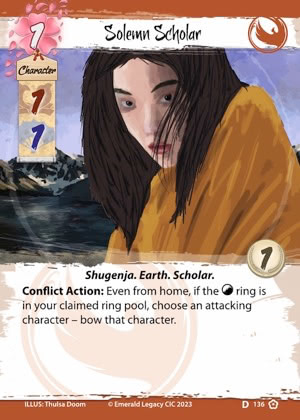 1
Solemn Scholar
Character
1
1
1
Shugenja. Earth. Scholar.
Conflict Action: Even from home, if the ring is
in your claimed ring pool, choose an attacking
character – bow that character.
ILLUS: Thulsa Doom © Emerald Legacy CIC 2023 D 136